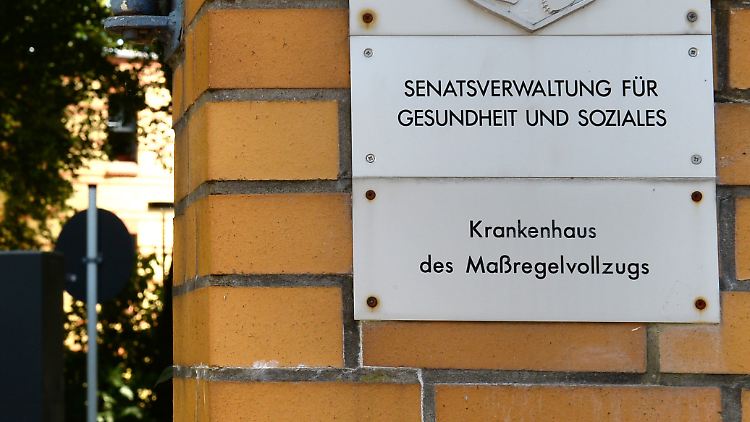 SENATSVERWALTUNG FÜR
GESUNDHEIT UND SOZIALES
Krankenhaus
des Maßregelvollzugs